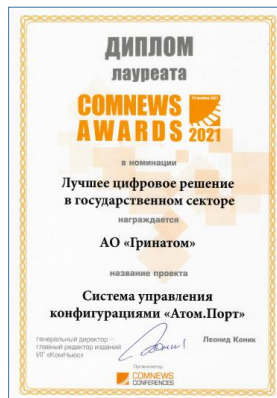 ДИПЛОМ
лауреата
COMNEWS
AWARDS 2021
в номинации
Лучшее цифровое решение
в государственном секторе
награждается
АО «Гринатом»
название проекта
Система управления
конфигурациями «Атом.Порт»
генеральный директор –
главный редактор изданий
ИГ «КомНьюс»
Леонид Коник
Организатор:
COMNEWS
CONFERENCES